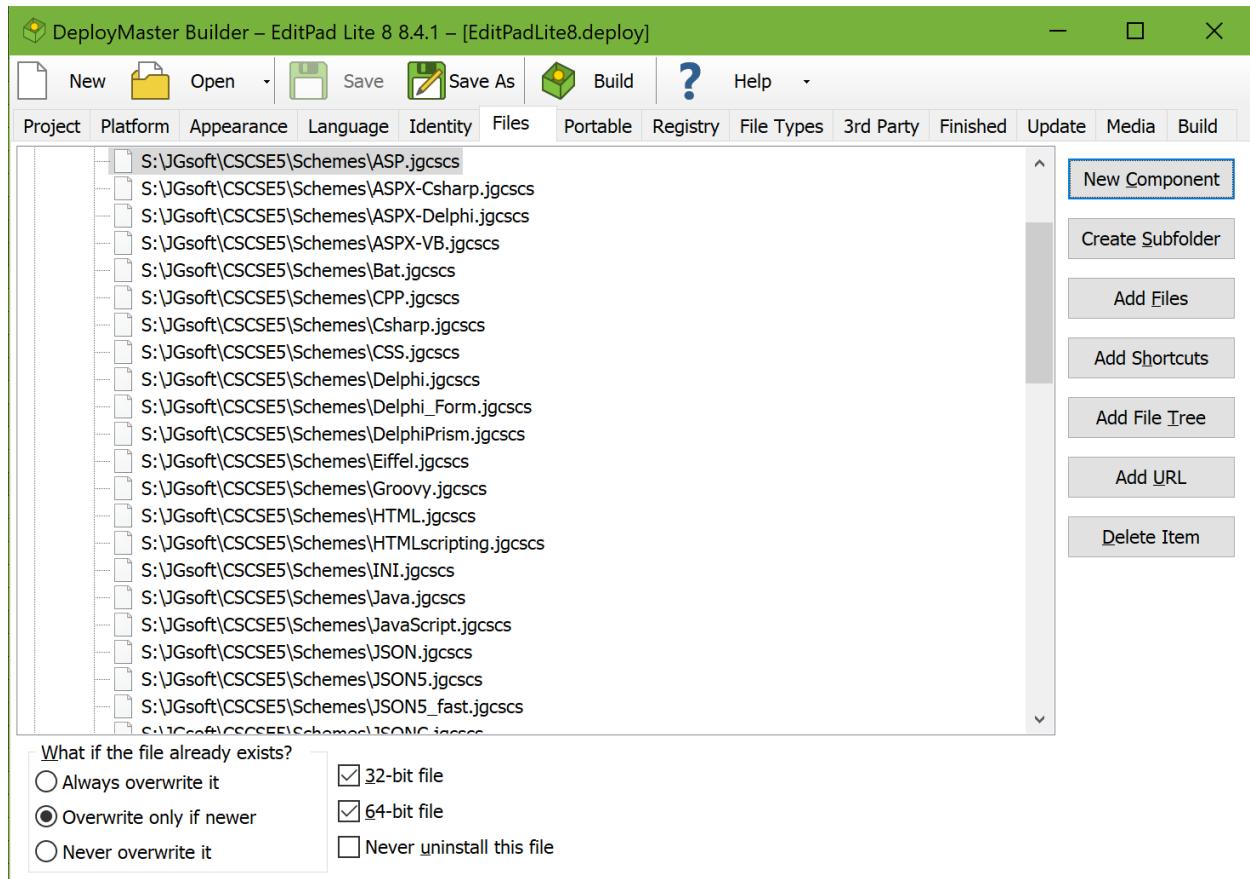 DeployMaster Builder – EditPad Lite 8 8.4.1 – [EditPadLite8.deploy]
New Open Save Save As Build Help
Project Platform Appearance Language Identity Files Portable Registry File Types 3rd Party Finished Update Media Build
S:\JGsoft\CSCSE5\Schemes\ASP.jgcscs
S:\JGsoft\CSCSE5\Schemes\ASPX-Csharp.jgcscs
S:\JGsoft\CSCSE5\Schemes\ASPX-Delphi.jgcscs
S:\JGsoft\CSCSE5\Schemes\ASPX-VB.jgcscs
S:\JGsoft\CSCSE5\Schemes\Bat.jgcscs
S:\JGsoft\CSCSE5\Schemes\CPP.jgcscs
S:\JGsoft\CSCSE5\Schemes\Csharp.jgcscs
S:\JGsoft\CSCSE5\Schemes\CSS.jgcscs
S:\JGsoft\CSCSE5\Schemes\Delphi.jgcscs
S:\JGsoft\CSCSE5\Schemes\Delphi_Form.jgcscs
S:\JGsoft\CSCSE5\Schemes\DelphiPrism.jgcscs
S:\JGsoft\CSCSE5\Schemes\Eiffel.jgcscs
S:\JGsoft\CSCSE5\Schemes\Groovy.jgcscs
S:\JGsoft\CSCSE5\Schemes\HTML.jgcscs
S:\JGsoft\CSCSE5\Schemes\HTMLscripting.jgcscs
S:\JGsoft\CSCSE5\Schemes\INI.jgcscs
S:\JGsoft\CSCSE5\Schemes\Java.jgcscs
S:\JGsoft\CSCSE5\Schemes\JavaScript.jgcscs
S:\JGsoft\CSCSE5\Schemes\JSON.jgcscs
S:\JGsoft\CSCSE5\Schemes\JSON5.jgcscs
S:\JGsoft\CSCSE5\Schemes\JSON5_fast.jgcscs
New Component
Create Subfolder
Add Files
Add Shortcuts
Add File Tree
Add URL
Delete Item
What if the file already exists?
Always overwrite it
Overwrite only if newer
Never overwrite it
32-bit file
64-bit file
Never uninstall this file